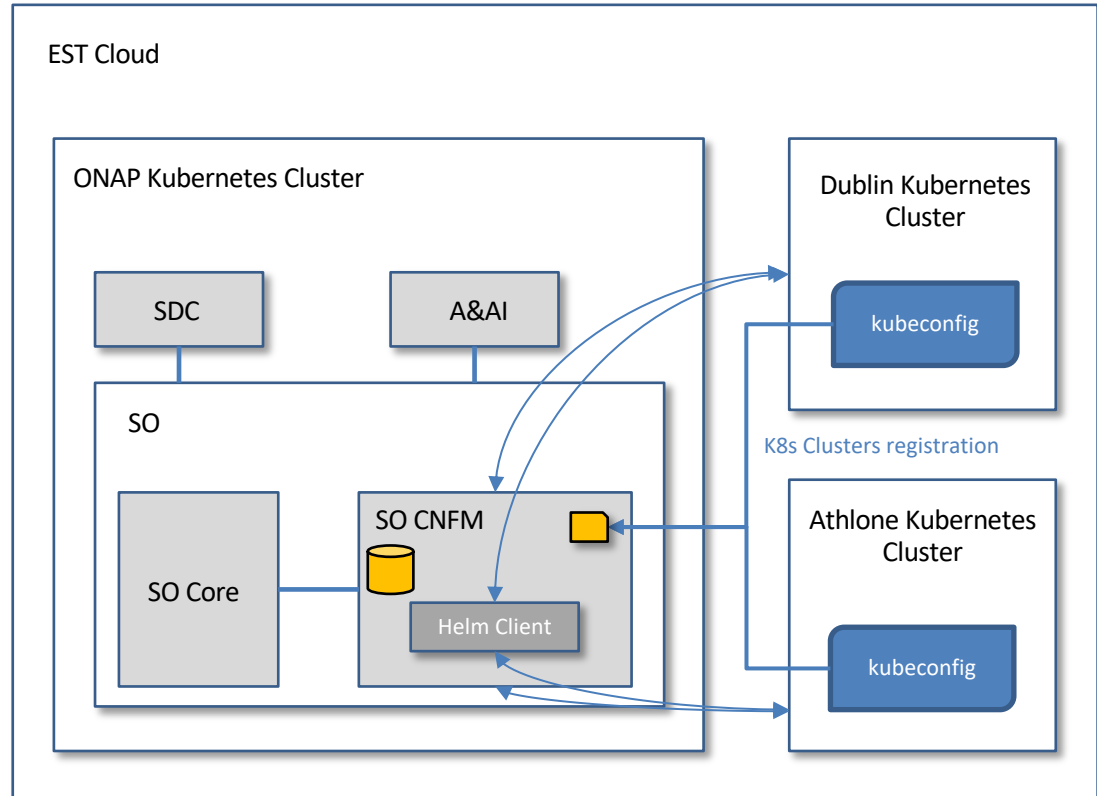 EST Cloud
ONAP Kubernetes Cluster
Dublin Kubernetes
Cluster
SDC
A&AI
kubeconfig
SO
K8s Clusters registration
SO CNFM
Athlone Kubernetes
Cluster
SO Core
Helm Client
kubeconfig